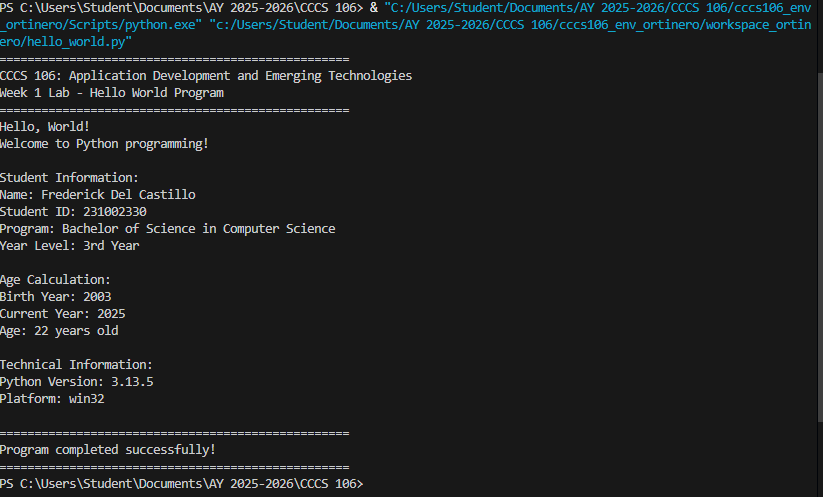 PS C:\Users\Student\Documents\AY 2025-2026\CCCS 106> & "C:/Users/Student/Documents/AY 2025-2026/CCCS 106/cccs106_env
_ortinero/Scripts/python.exe" "c:/Users/Student/Documents/AY 2025-2026/CCCS 106/cccs106_env_ortinero/workspace_ortin
ero/hello_world.py"
==================================================
CCCS 106: Application Development and Emerging Technologies
Week 1 Lab - Hello World Program
==================================================
Hello, World!
Welcome to Python programming!
Student Information:
Name: Frederick Del Castillo
Student ID: 231002330
Program: Bachelor of Science in Computer Science
Year Level: 3rd Year
Age Calculation:
Birth Year: 2003
Current Year: 2025
Age: 22 years old
Technical Information:
Python Version: 3.13.5
Platform: win32
==================================================
Program completed successfully!
==================================================
PS C:\Users\Student\Documents\AY 2025-2026\CCCS 106>